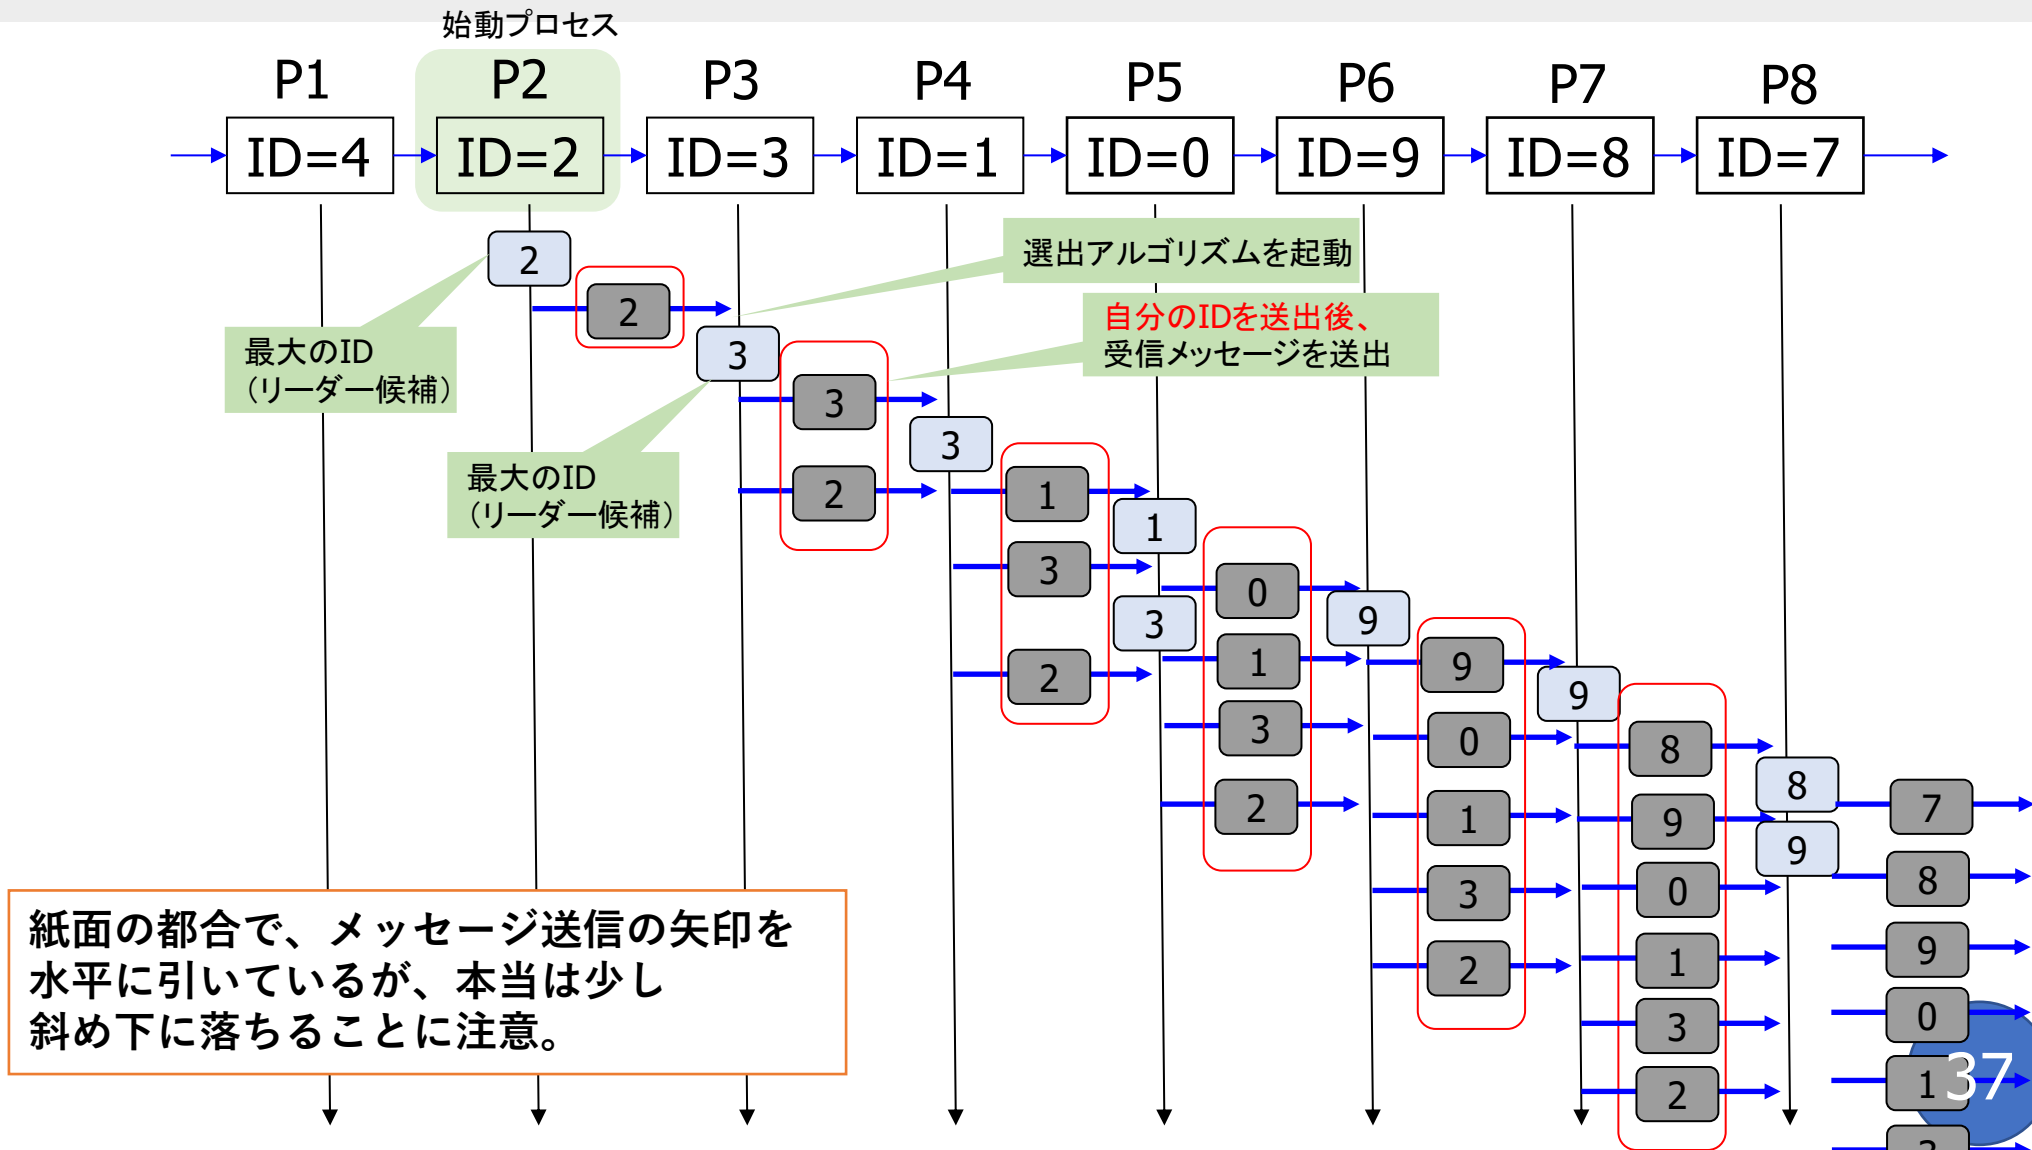 始動プロセス
P1 P2 P3 P4 P5 P6 P7 P8
ID=4 ID=2 ID=3 ID=1 ID=0 ID=9 ID=8 ID=7
2
選出アルゴリズムを起動
2
自分のIDを送出後、
受信メッセージを送出
最大のID
(リーダー候補)
3
3
3
最大のID
(リーダー候補)
2
1
1
3
0
3
9
2
1
9
9
3
0
8
8
7
2
1
9
9
8
3
0
9
2
1
0
3
1
2
37
紙面の都合で、メッセージ送信の矢印を
水平に引いているが、本当は少し
斜め下に落ちることに注意。